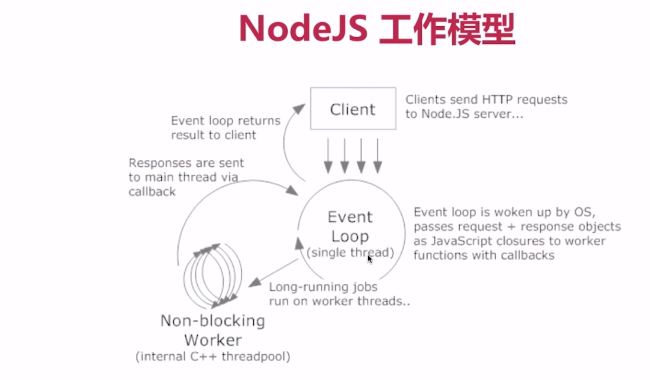 NodeJS 工作模型
Client
Clients send HTTP requests
to Node.JS server...
Event loop returns
result to client
Responses are sent
to main thread via
callback
Event
Loop
(single thread)
Event loop is woken up by OS,
passes request + response objects
as JavaScript closures to worker
functions with callbacks
Long-running jobs
run on worker threads..
Non-blocking
Worker
(internal C++ threadpool)